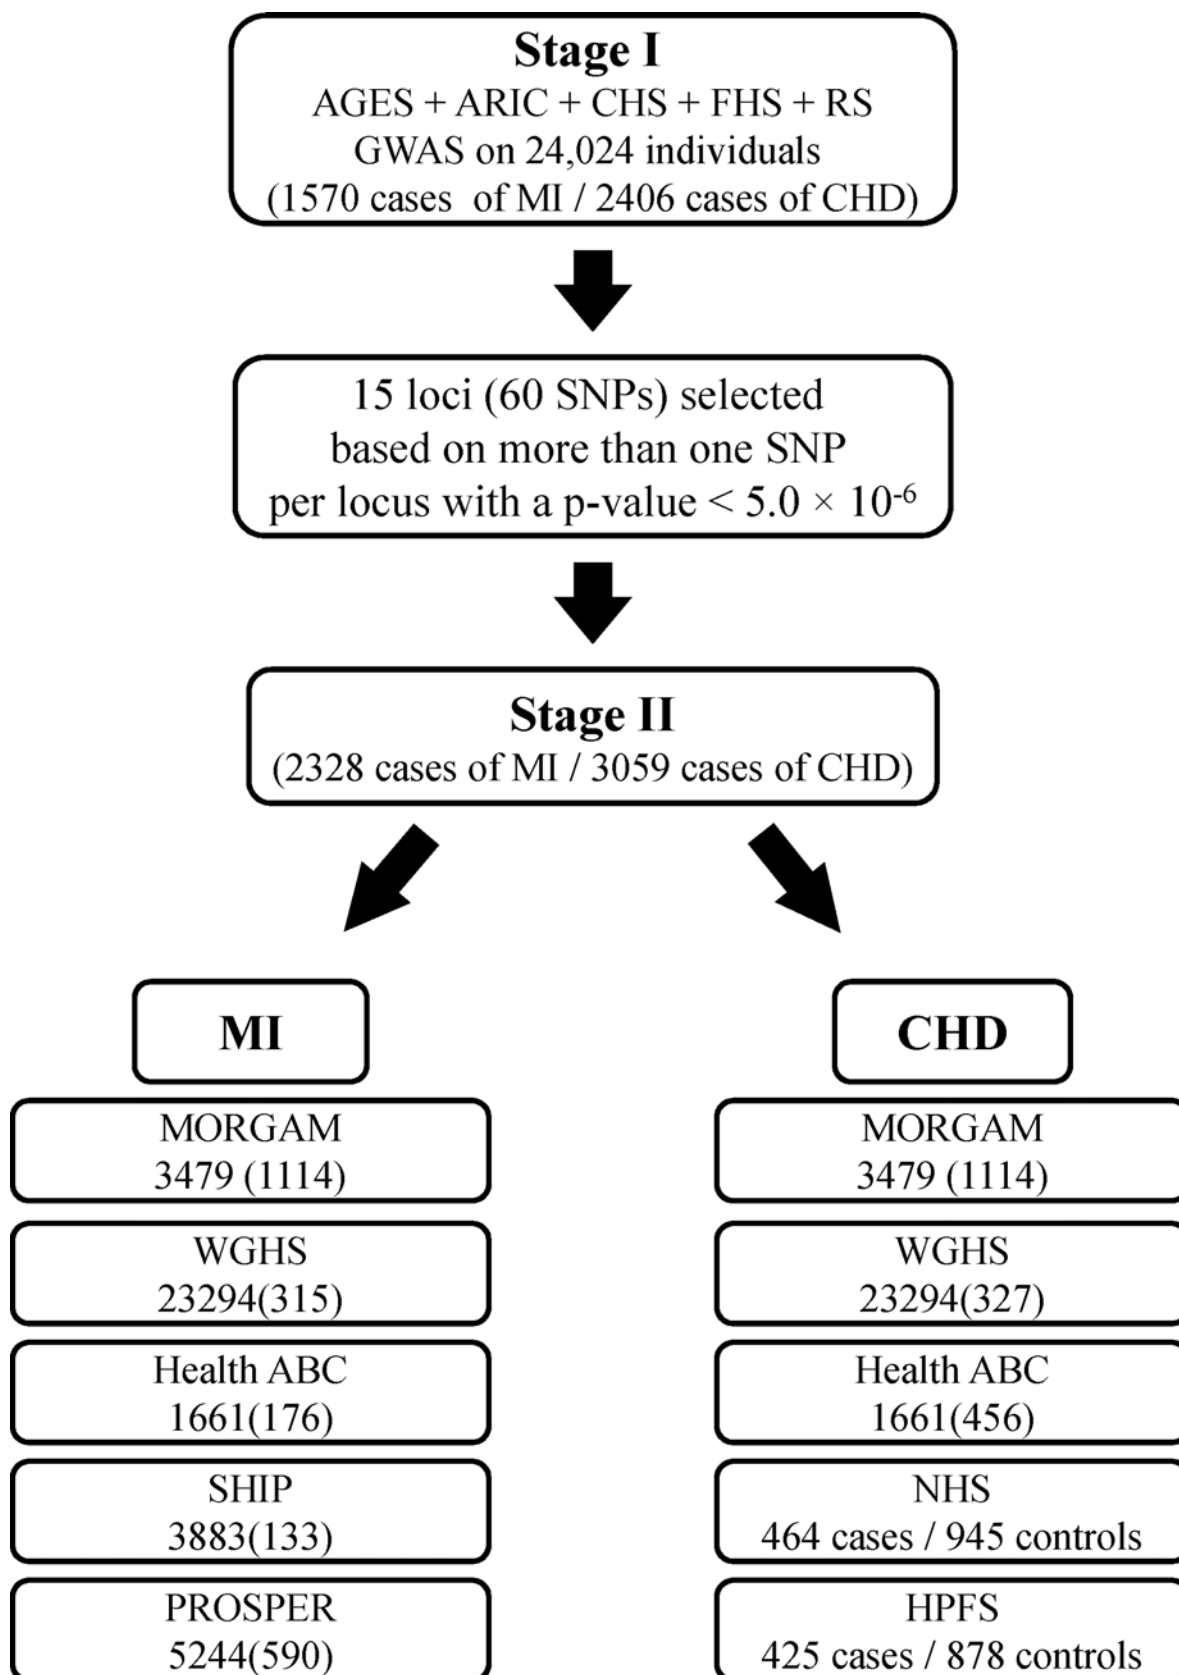 Stage I
AGES + ARIC + CHS + FHS + RS
GWAS on 24,024 individuals
(1570 cases of MI / 2406 cases of CHD)
15 loci (60 SNPs) selected
based on more than one SNP
per locus with a p-value < 5.0 × 10⁻⁶
Stage II
(2328 cases of MI / 3059 cases of CHD)
MI
MORGAM
3479 (1114)
WGHS
23294(315)
Health ABC
1661(176)
SHIP
3883(133)
PROSPER
5244(590)
CHD
MORGAM
3479 (1114)
WGHS
23294(327)
Health ABC
1661(456)
NHS
464 cases / 945 controls
HPFS
425 cases / 878 controls